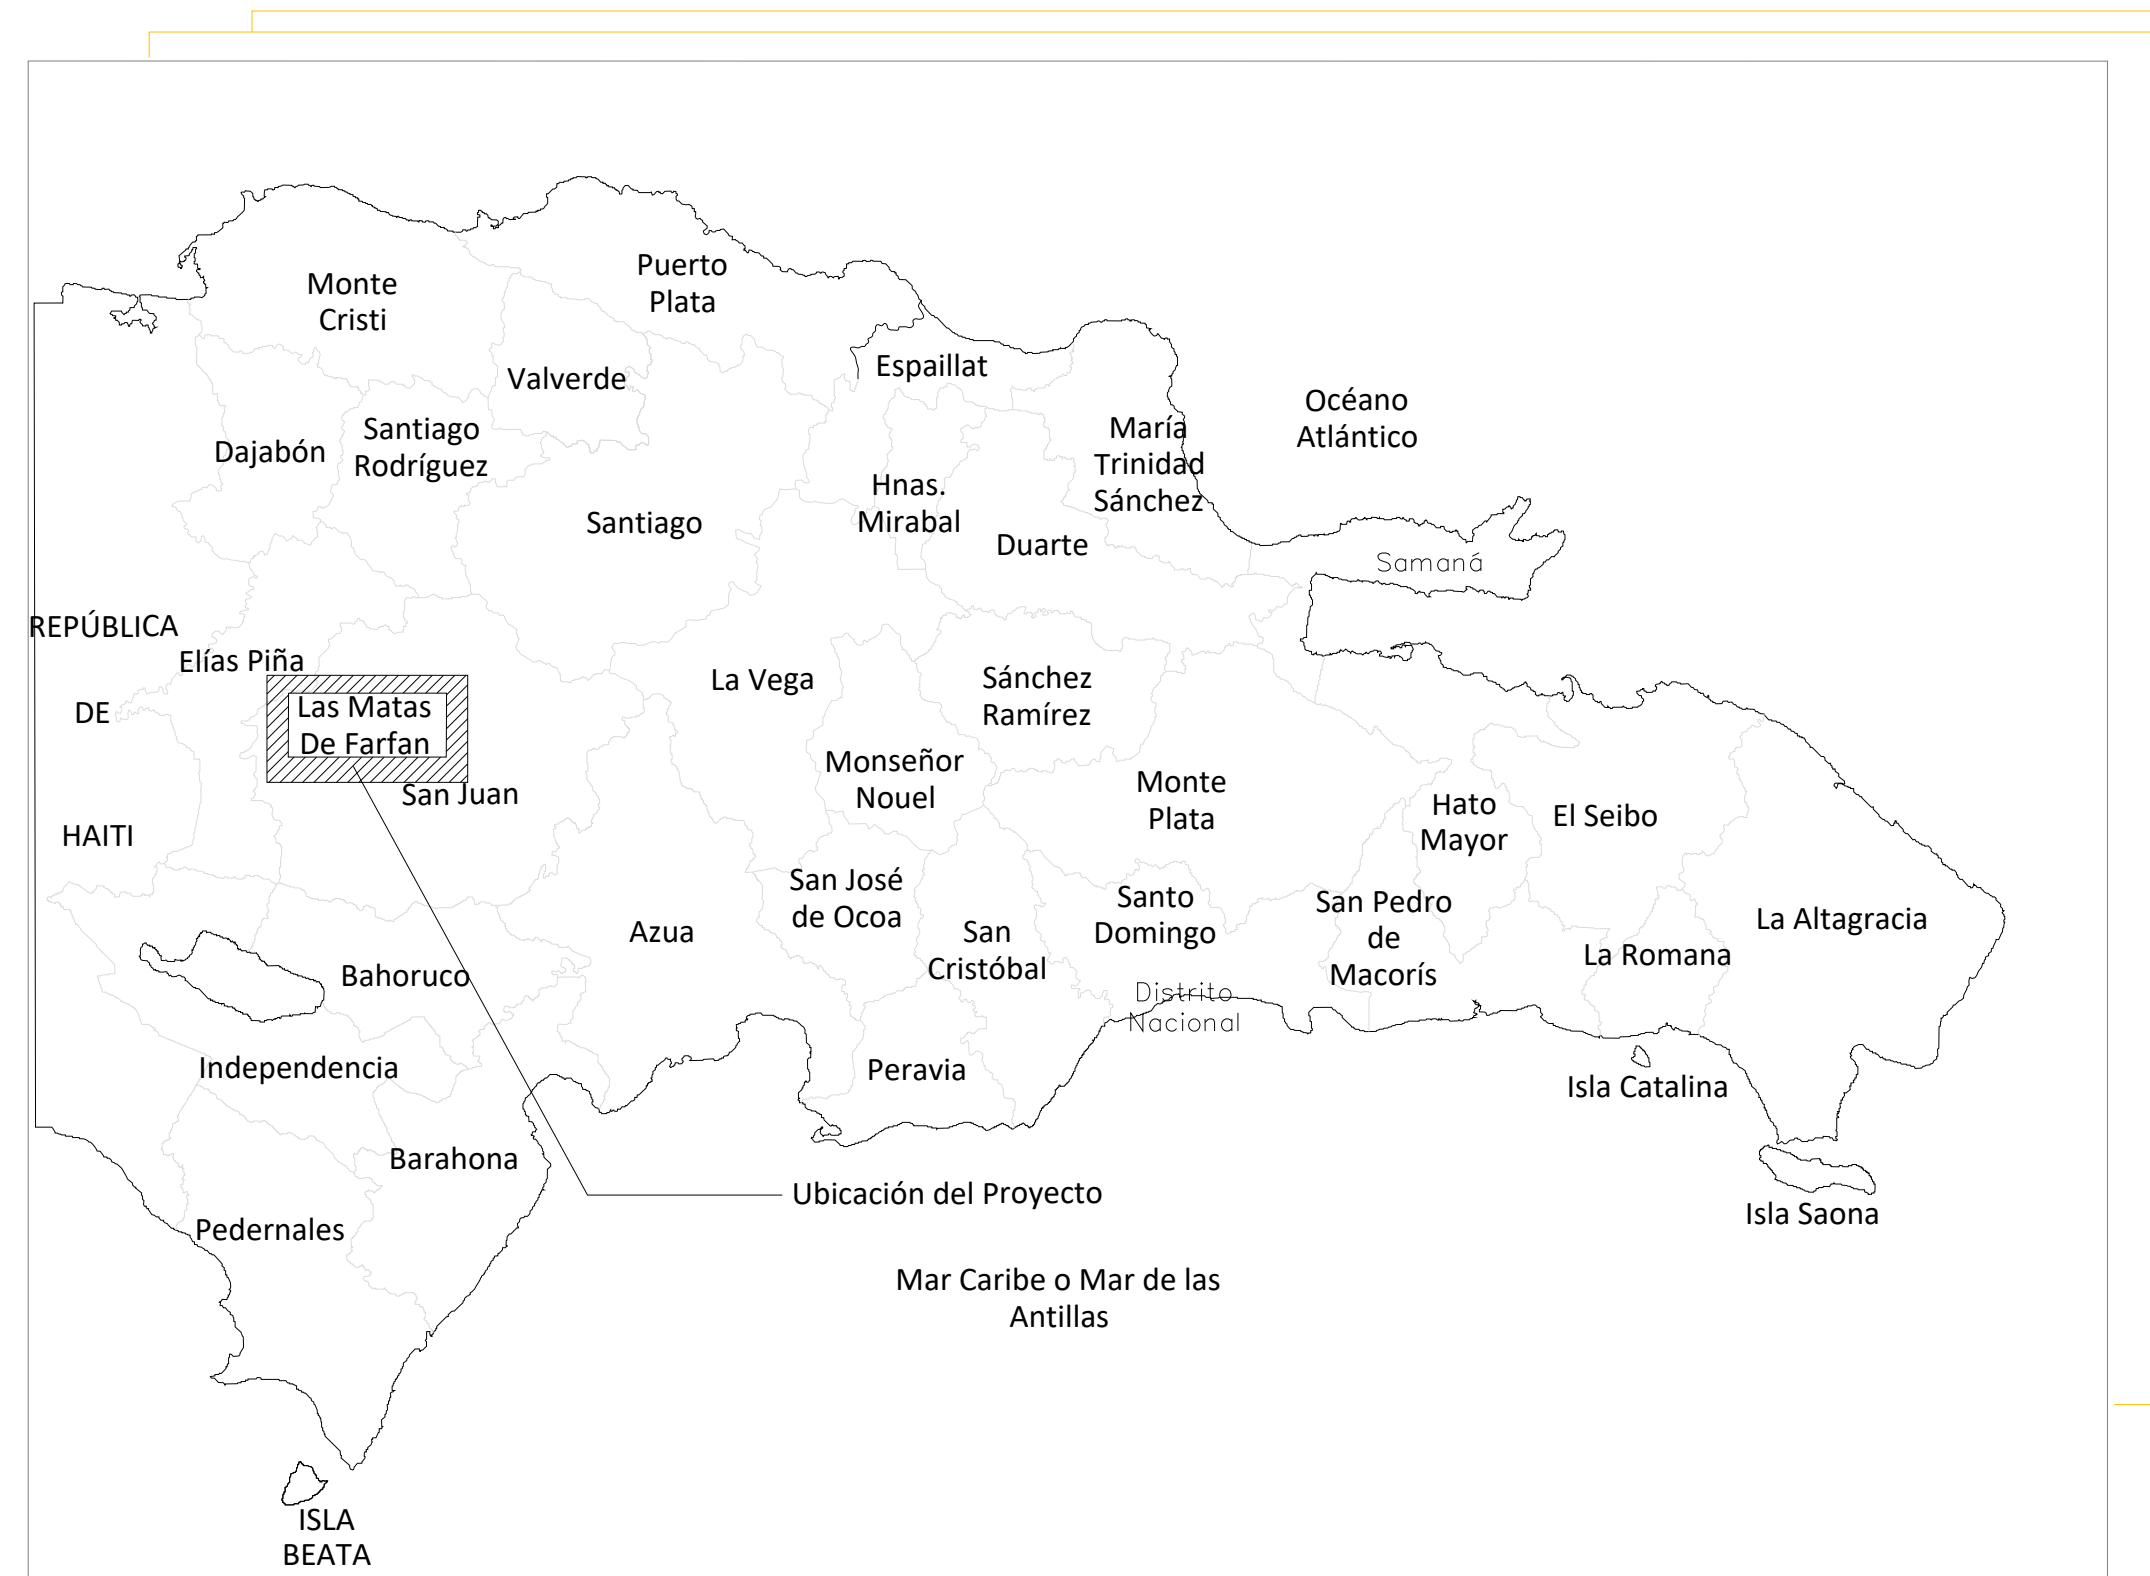 Puerto
Plata
Monte
Cristi
Espaillat
Valverde
Océano
Atlántico
María
Trinidad
Sánchez
Santiago
Rodríguez
Dajabón
Hnas.
Mirabal
Santiago
Duarte
Samaná
REPÚBLICA
DE
HAITI
Elías Piña
Las Matas
De Farfan
San Juan
La Vega
Sánchez
Ramírez
Monseñor
Nouel
Monte
Plata
Hato
Mayor
El Seibo
San José
de Ocoa
Azua
San
Cristóbal
Santo
Domingo
San Pedro
de
Macorís
La Romana
La Altagracia
Bahoruco
Distrito
Nacional
Independencia
Peravia
Isla Catalina
Barahona
Ubicación del Proyecto
Isla Saona
Pedernales
Mar Caribe o Mar de las
Antillas
ISLA
BEATA